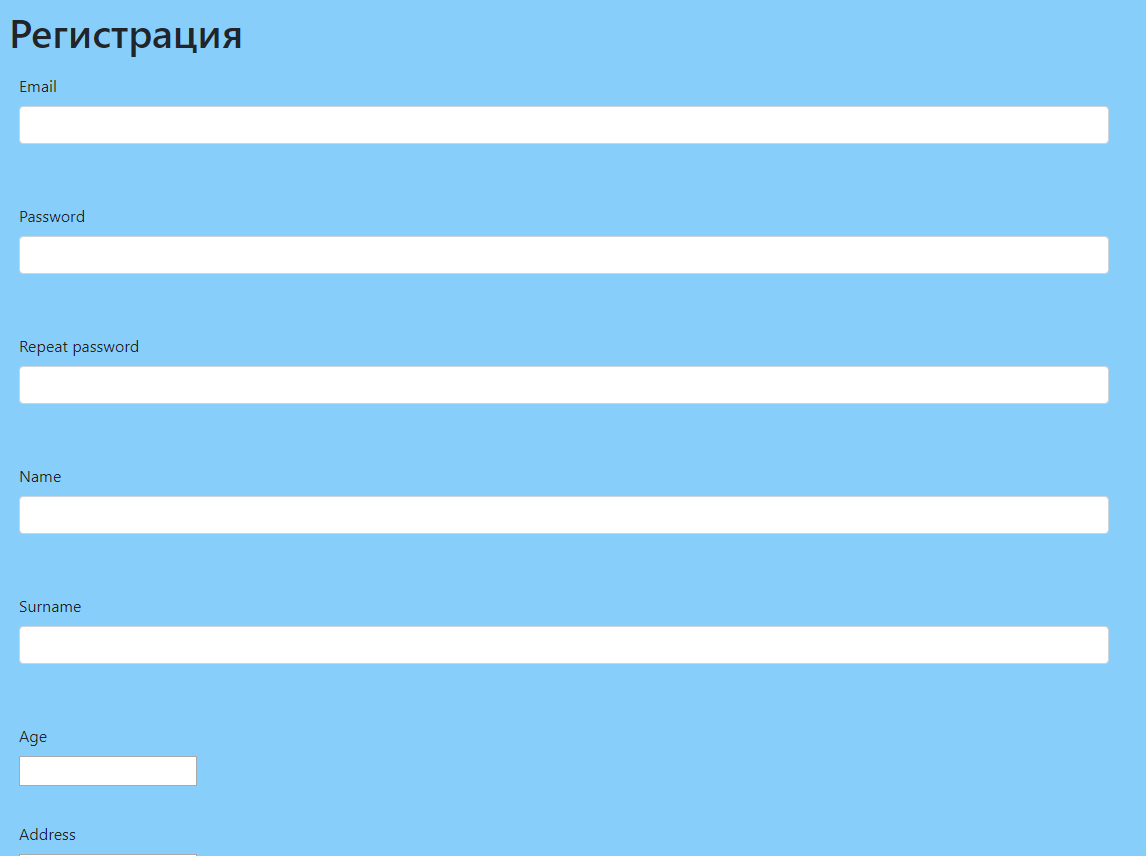 Регистрация
Email
Password
Repeat password
Name
Surname
Age
Address